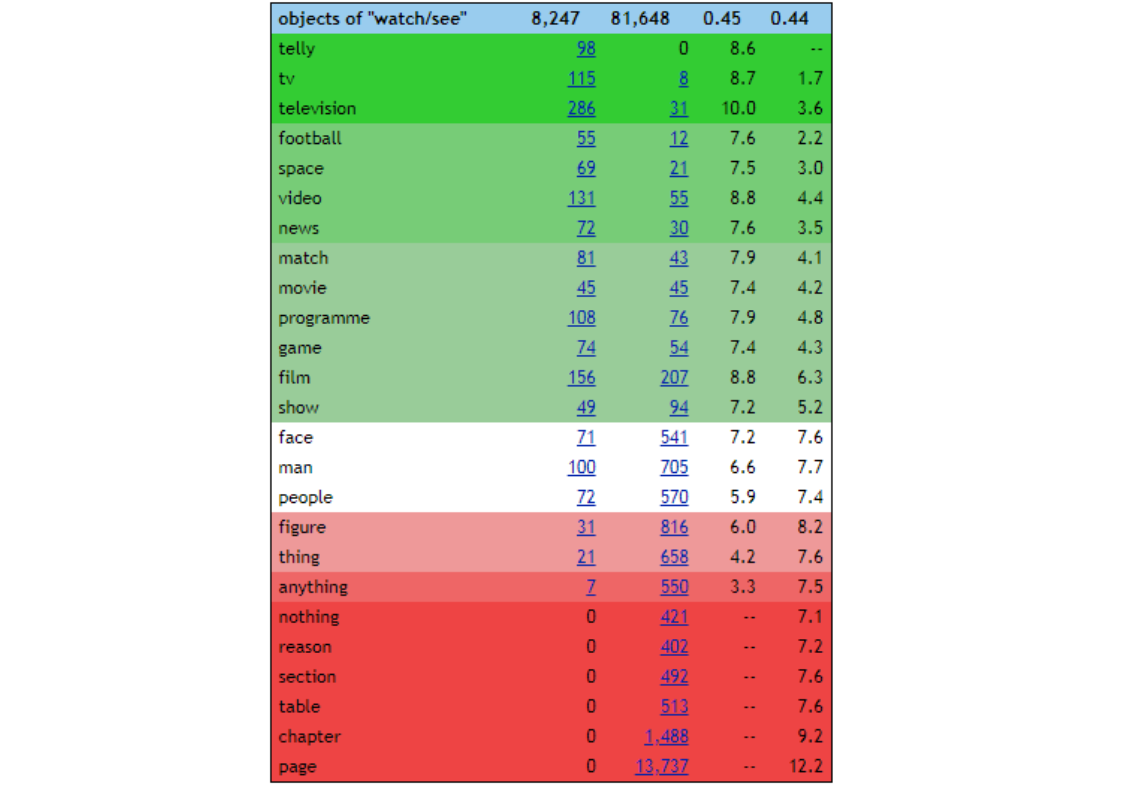 objects of "watch/see" 8,247 81,648 0.45 0.44
telly 98 0 8.6 --
tv 115 8 8.7 1.7
television 286 31 10.0 3.6
football 55 12 7.6 2.2
space 69 21 7.5 3.0
video 131 55 8.8 4.4
news 72 30 7.6 3.5
match 81 43 7.9 4.1
movie 45 45 7.4 4.2
programme 108 76 7.9 4.8
game 74 54 7.4 4.3
film 156 207 8.8 6.3
show 49 94 7.2 5.2
face 71 541 7.2 7.6
man 100 705 6.6 7.7
people 72 570 5.9 7.4
figure 31 816 6.0 8.2
thing 21 658 4.2 7.6
anything 7 550 3.3 7.5
nothing 0 421 -- 7.1
reason 0 402 -- 7.2
section 0 492 -- 7.6
table 0 513 -- 7.6
chapter 0 1,488 -- 9.2
page 0 13,737 -- 12.2